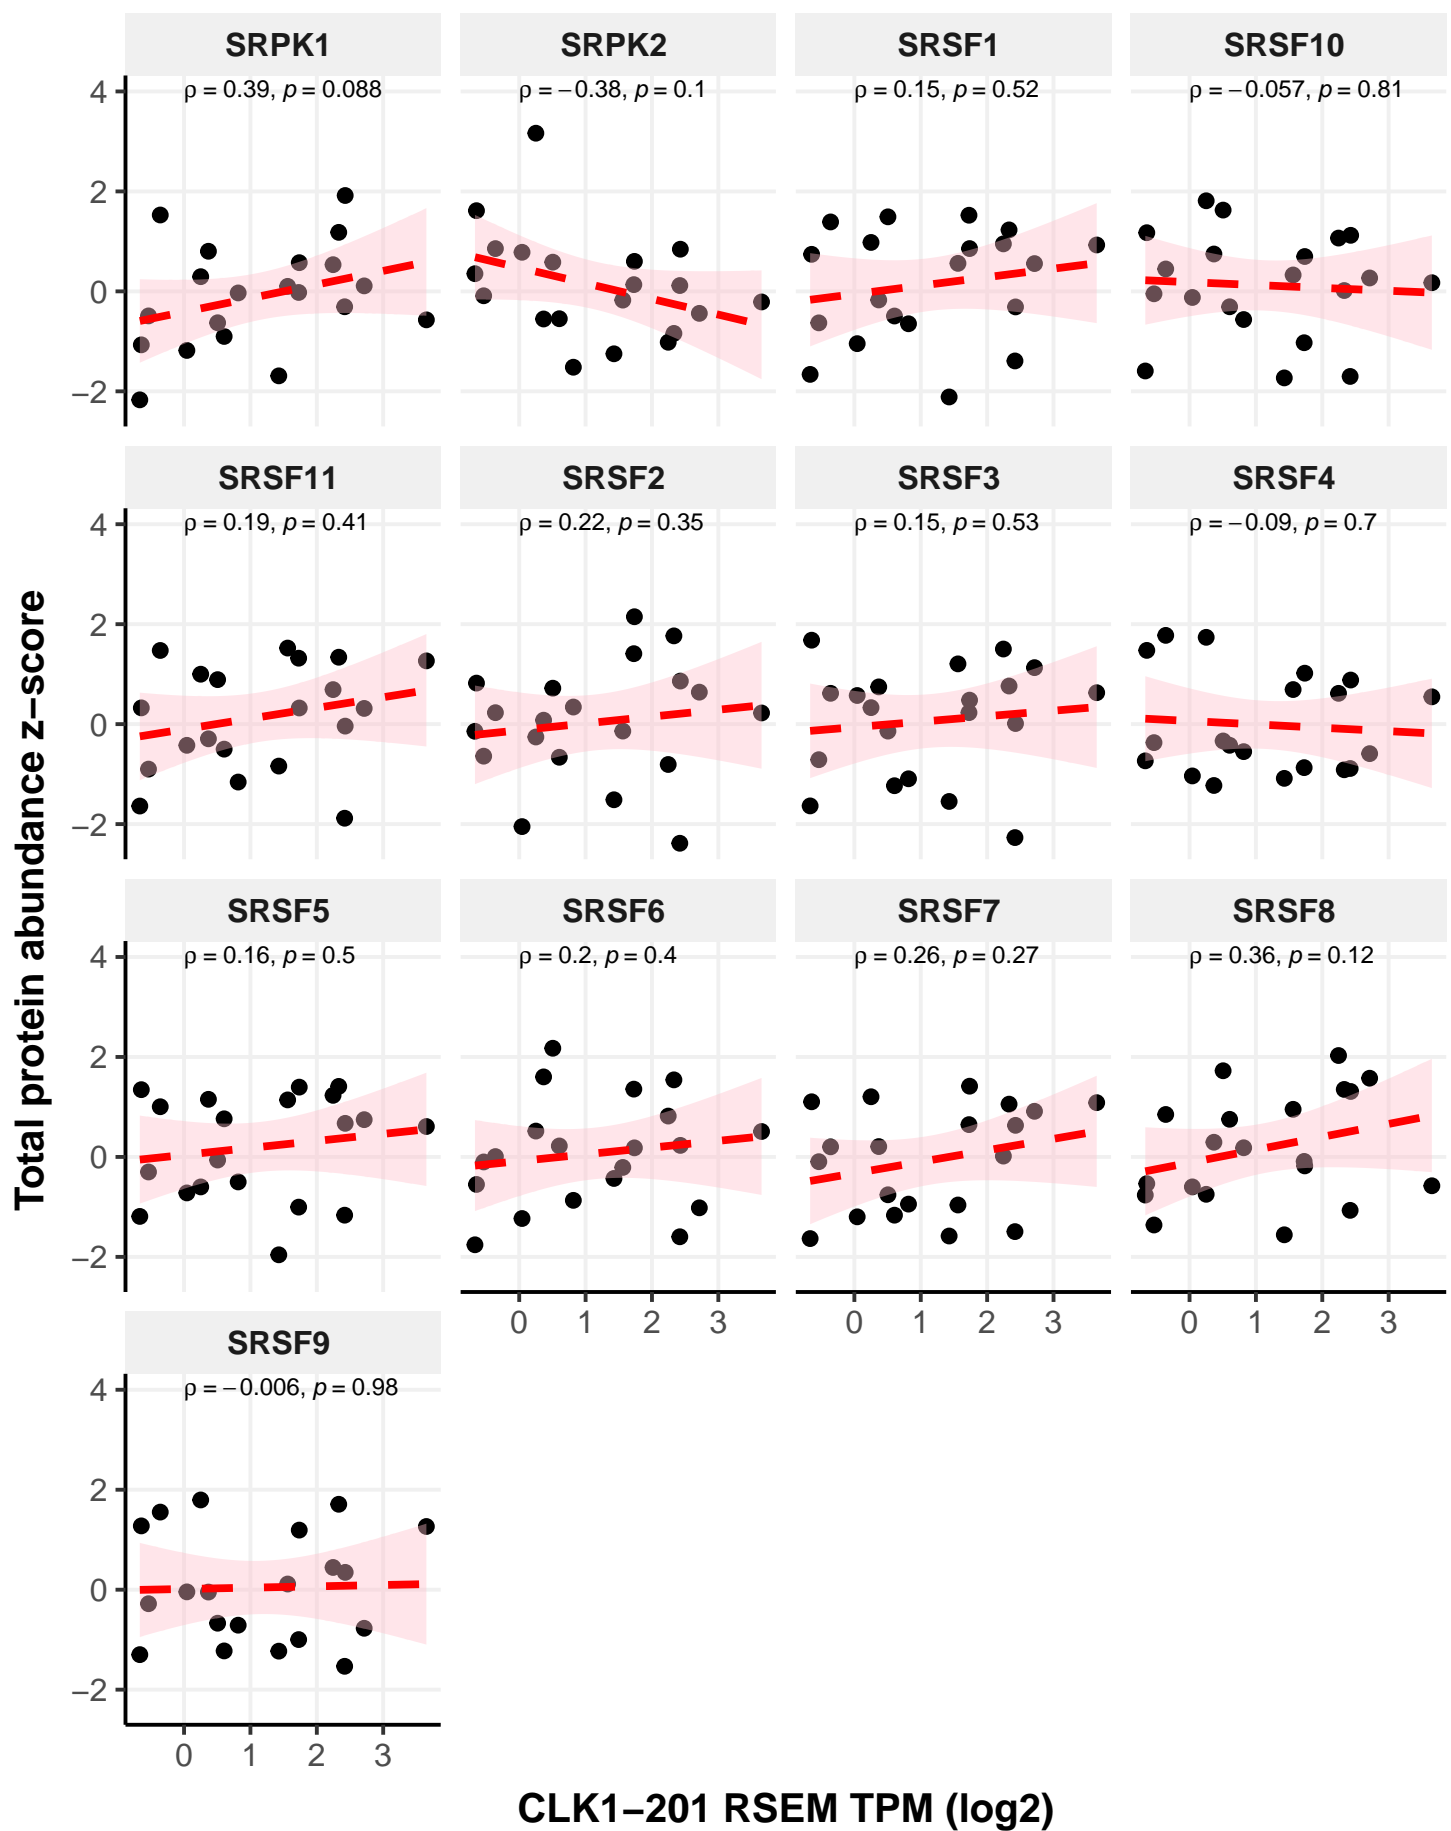 SRPK1 SRPK2 SRSF1 SRSF10
ρ = 0.39, p = 0.088 ρ = −0.38, p = 0.1 ρ = 0.15, p = 0.52 ρ = −0.057, p = 0.81
4
2
0
−2
SRSF11 SRSF2 SRSF3 SRSF4
ρ = 0.19, p = 0.41 ρ = 0.22, p = 0.35 ρ = 0.15, p = 0.53 ρ = −0.09, p = 0.7
4
2
0
−2
Total protein abundance z−score
SRSF5 SRSF6 SRSF7 SRSF8
ρ = 0.16, p = 0.5 ρ = 0.2, p = 0.4 ρ = 0.26, p = 0.27 ρ = 0.36, p = 0.12
4
2
0
−2
0 1 2 3 0 1 2 3 0 1 2 3
SRSF9
ρ = −0.006, p = 0.98
4
2
0
−2
0 1 2 3
CLK1−201 RSEM TPM (log2)